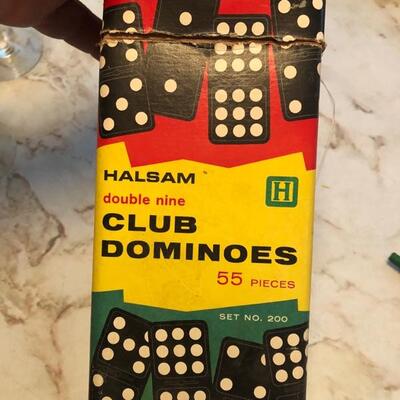 HALSAM
H
double nine
CLUB
DOMINOES
55 PIECES
SET NO. 200